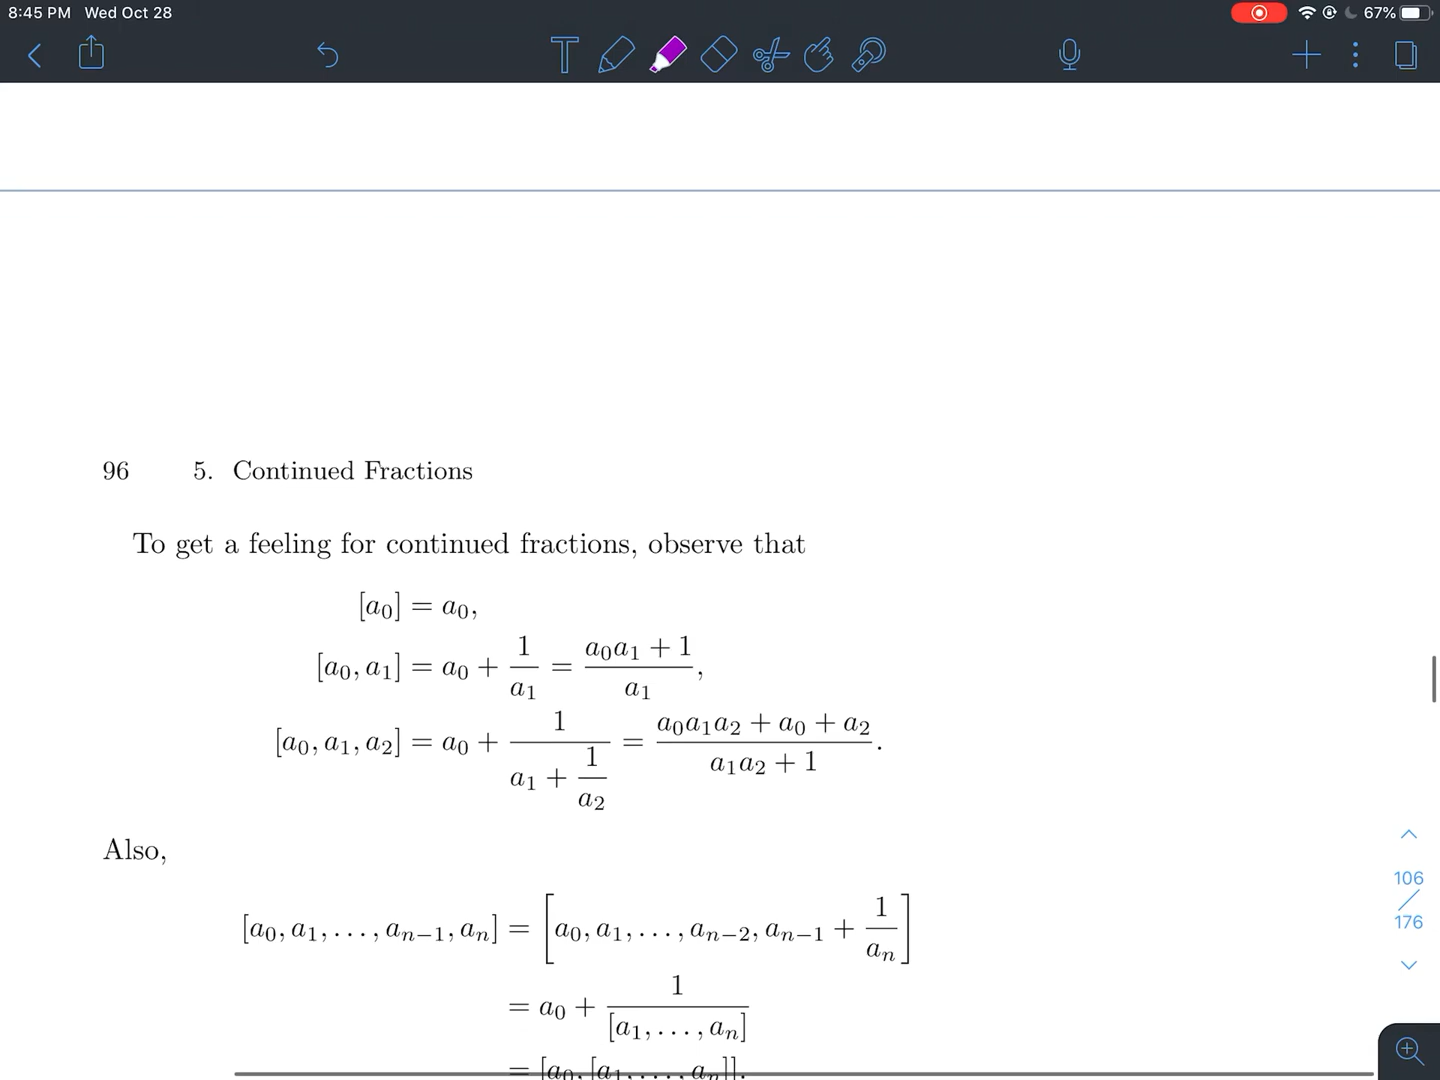 8:45 PM Wed Oct 28 67%
96 5. Continued Fractions
To get a feeling for continued fractions, observe that
[a₀] = a₀,
[a₀, a₁] = a₀ + 1/a₁ = (a₀a₁ + 1)/a₁,
[a₀, a₁, a₂] = a₀ + 1/(a₁ + 1/a₂) = (a₀a₁a₂ + a₀ + a₂)/(a₁a₂ + 1).
Also,
[a₀, a₁, . . . , aₙ₋₁, aₙ] = [a₀, a₁, . . . , aₙ₋₂, aₙ₋₁ + 1/aₙ]
= a₀ + 1/[a₁, . . . , aₙ]
= [a₀, [a₁, . . . , aₙ]].
106
/
176